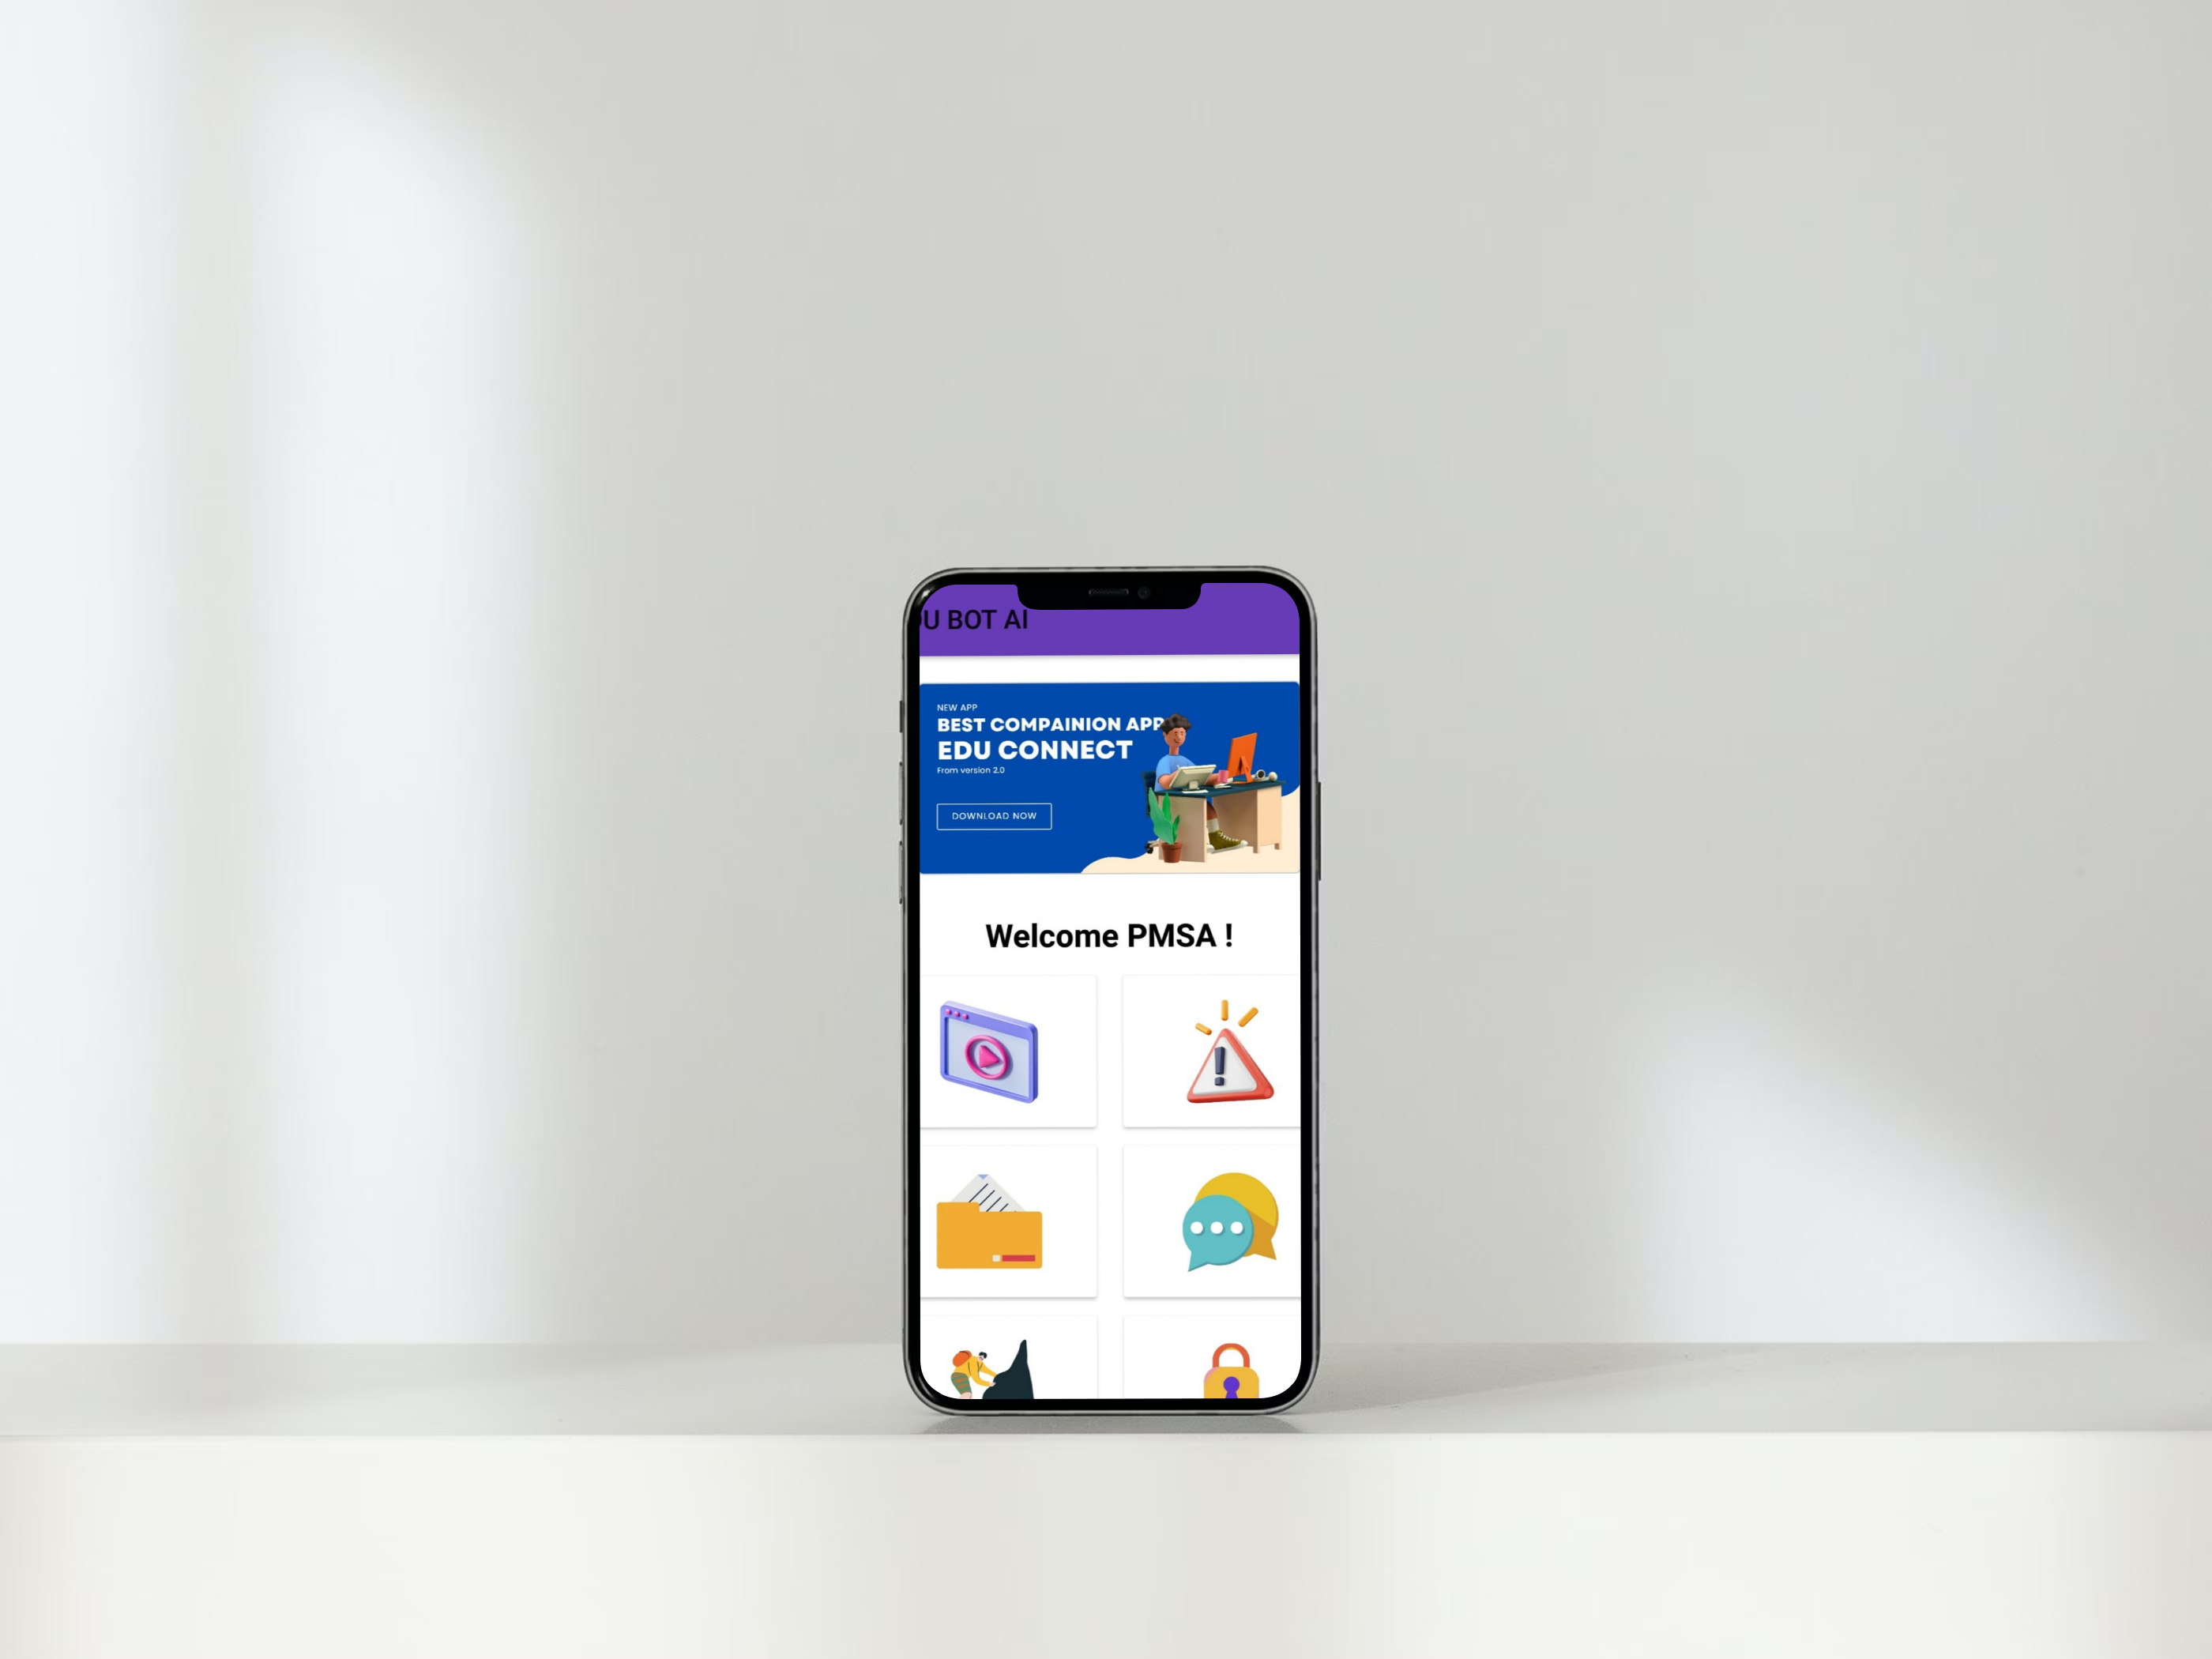 U BOT AI
NEW APP
BEST COMPAINION APP
EDU CONNECT
From version 2.0
DOWNLOAD NOW
Welcome PMSA !